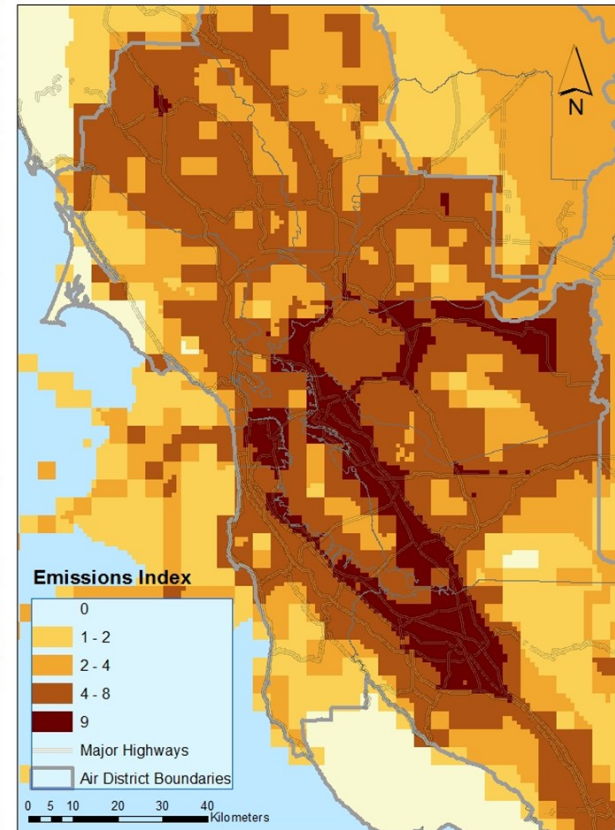 N
Emissions Index
0
1 - 2
2 - 4
4 - 8
9
Major Highways
Air District Boundaries
0 5 10 20 30 40
Kilometers